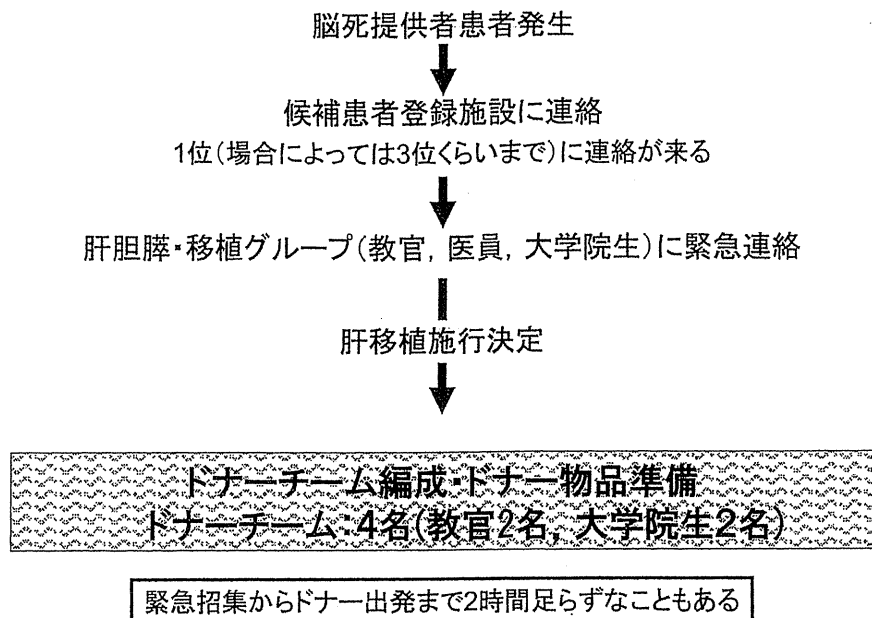 脳死提供者患者発生
候補患者登録施設に連絡
1位(場合によっては3位くらいまで)に連絡が来る
肝胆膵・移植グループ(教官, 医員, 大学院生)に緊急連絡
肝移植施行決定
ドナーチーム編成・ドナー物品準備
ドナーチーム:4名(教官2名, 大学院生2名)
緊急招集からドナー出発まで2時間足らずなこともある